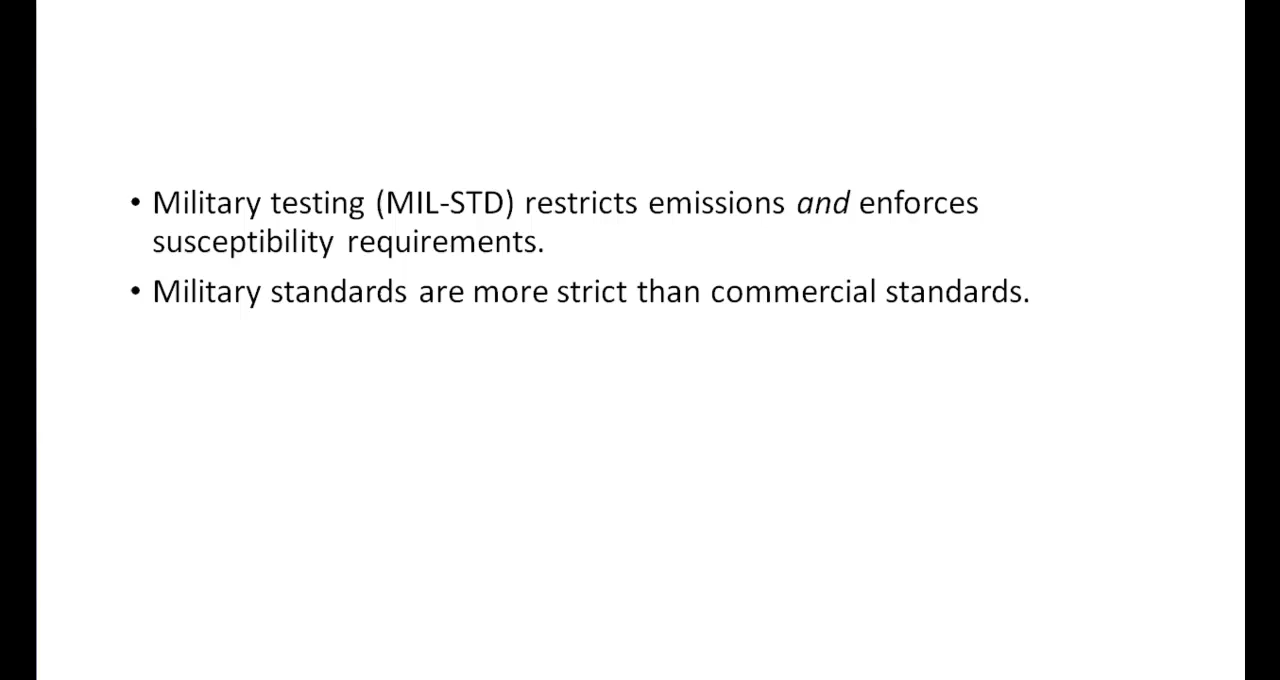 • Military testing (MIL-STD) restricts emissions and enforces
susceptibility requirements.
• Military standards are more strict than commercial standards.